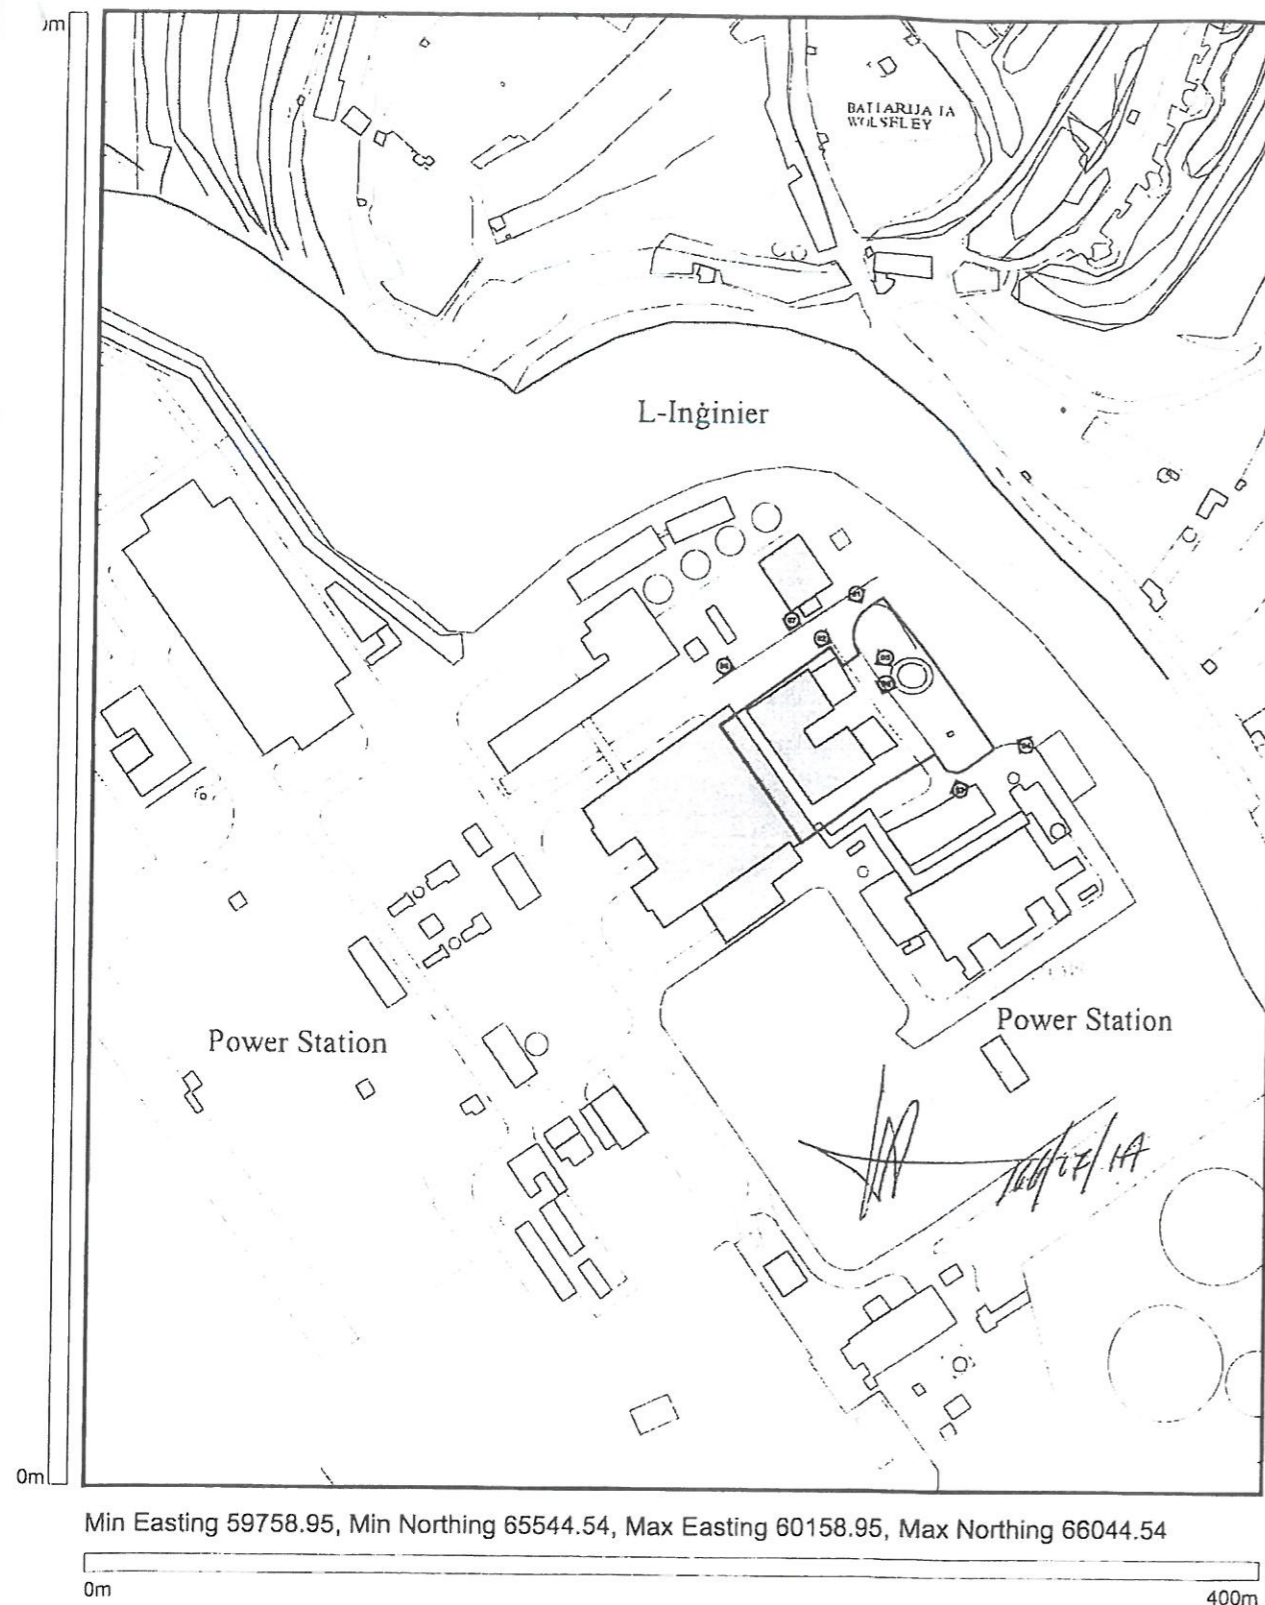 BATTARIJA TA
WOLSELEY
L-Inġinier
Power Station
Power Station
0m
Min Easting 59758.95, Min Northing 65544.54, Max Easting 60158.95, Max Northing 66044.54
0m
400m